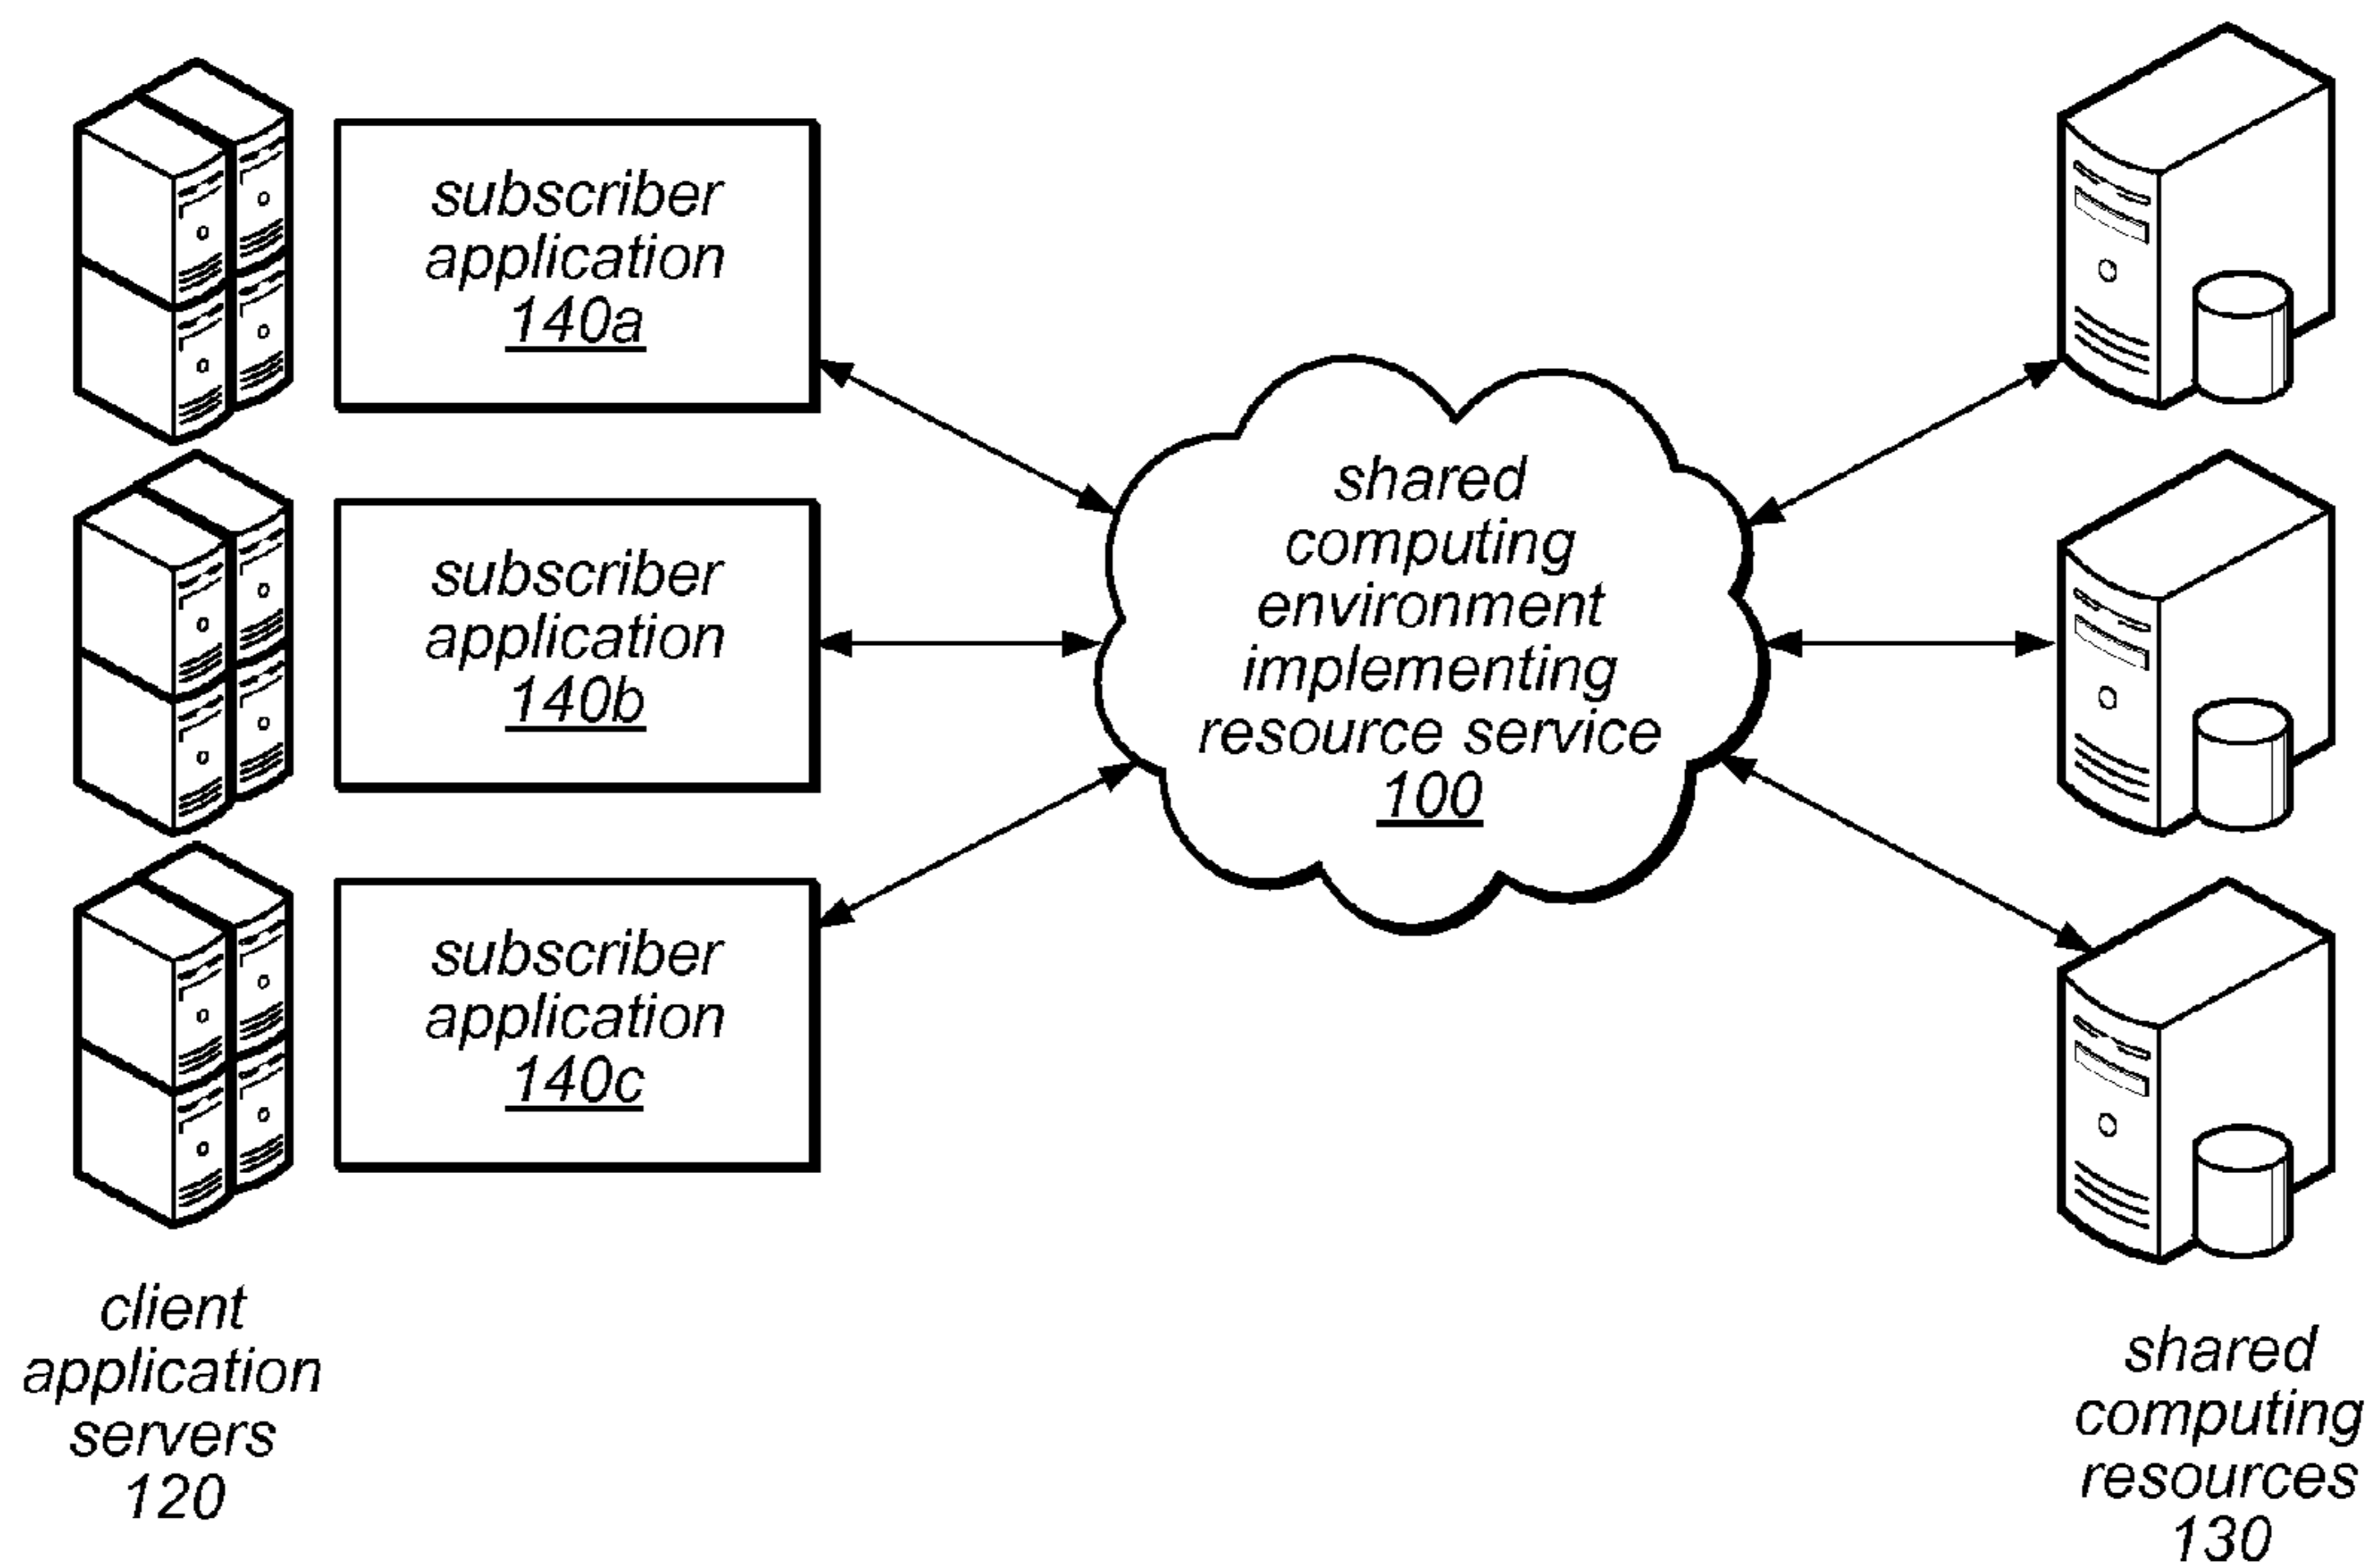 subscriber
application
140a
subscriber
application
140b
subscriber
application
140c
shared
computing
environment
implementing
resource service
100
client
application
servers
120
shared
computing
resources
130